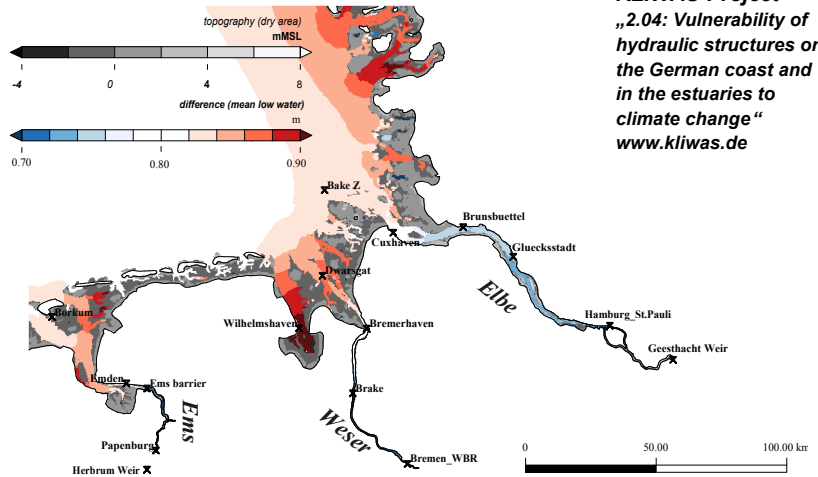 „2.04: Vulnerability of
hydraulic structures on
the German coast and
in the estuaries to
climate change“
www.kliwas.de
topography (dry area)
mMSL
-4 0 4 8
difference (mean low water)
m
0.70 0.80 0.90
Bake Z
Brunsbuettel
Cuxhaven
Gluecksstadt
Dwarsgat
Elbe
Borkum
Wilhelmshaven
Bremerhaven
Hamburg_St.Pauli
Geesthacht Weir
Emden
Ems barrier
Brake
Ems
Weser
Papenburg
Bremen_WBR
Herbrum Weir
0 50.00 100.00 km